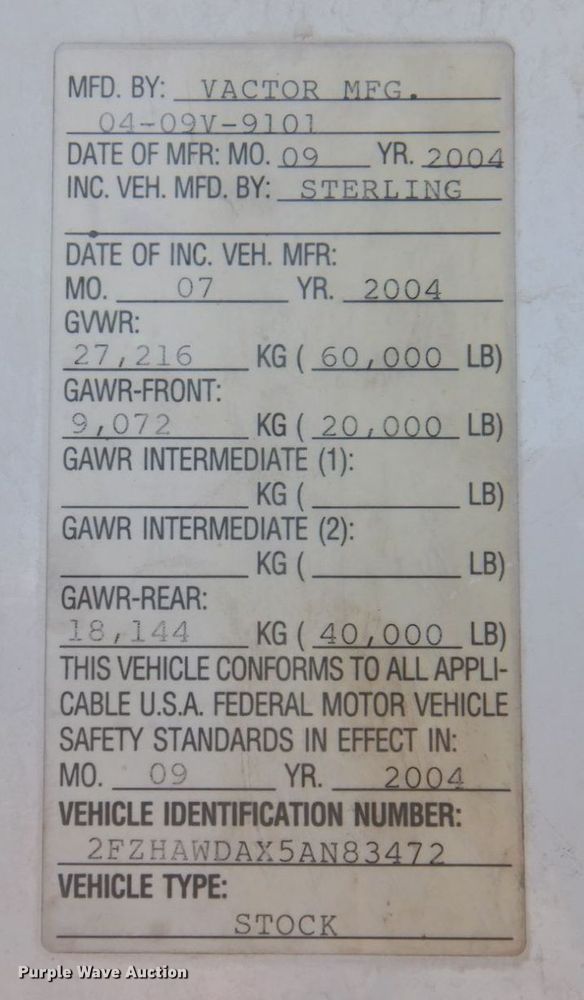 MFD. BY: VACTOR MFG.
04-09V-9101
DATE OF MFR: MO. 09 YR. 2004
INC. VEH. MFD. BY: STERLING
DATE OF INC. VEH. MFR:
MO. 07 YR. 2004
GVWR:
27,216 KG ( 60,000 LB)
GAWR-FRONT:
9,072 KG ( 20,000 LB)
GAWR INTERMEDIATE (1):
KG ( LB)
GAWR INTERMEDIATE (2):
KG ( LB)
GAWR-REAR:
18,144 KG ( 40,000 LB)
THIS VEHICLE CONFORMS TO ALL APPLI-
CABLE U.S.A. FEDERAL MOTOR VEHICLE
SAFETY STANDARDS IN EFFECT IN:
MO. 09 YR. 2004
VEHICLE IDENTIFICATION NUMBER:
2FZHAWDAX5AN83472
VEHICLE TYPE:
STOCK
Purple Wave Auction